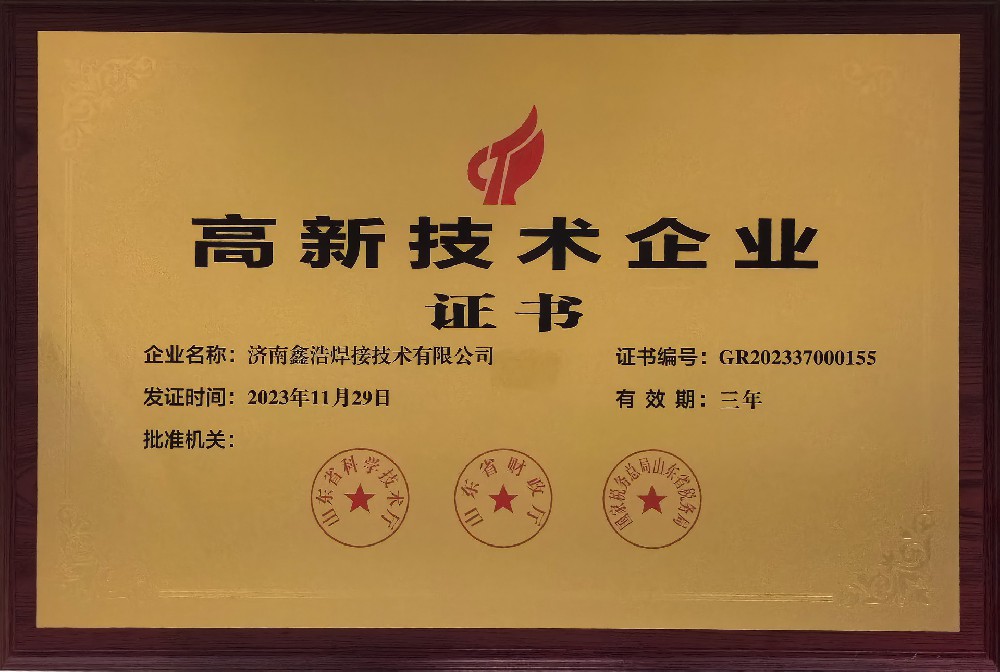 高新技术企业
证书
企业名称：济南鑫浩焊接技术有限公司
证书编号：GR202337000155
发证时间：2023年11月29日
有效期：三年
批准机关：
山东省科学技术厅
山东省财政厅
国家税务总局山东省税务局